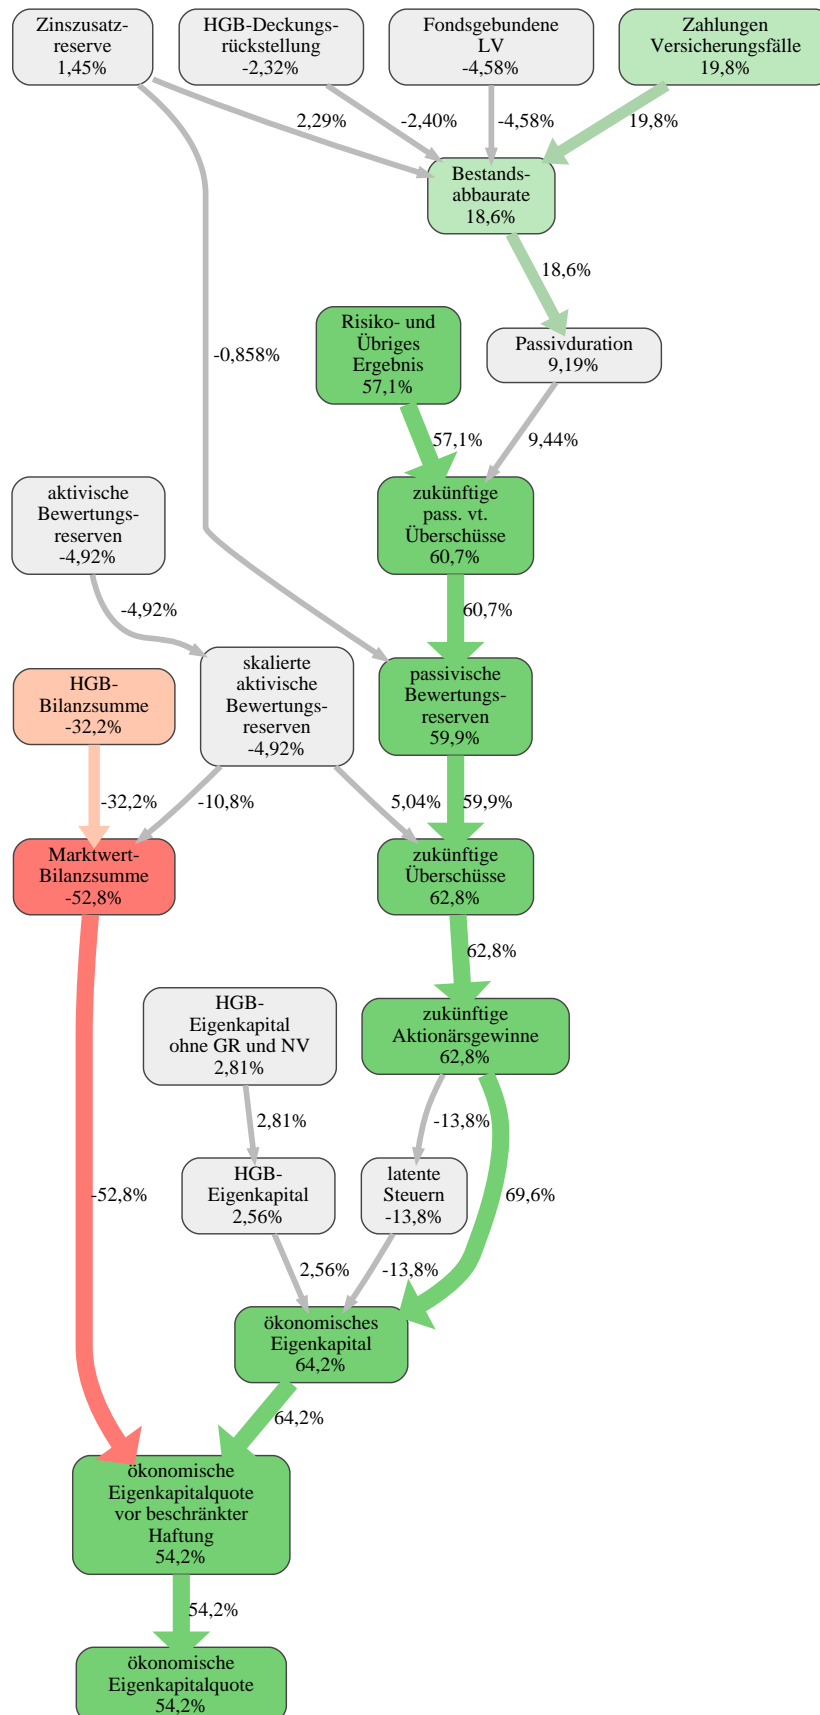 Zinszusatz-
reserve
1,45%
HGB-Deckungs-
rückstellung
-2,32%
Fondsgebundene
LV
-4,58%
Zahlungen
Versicherungsfälle
19,8%
2,29%
-2,40%
-4,58%
19,8%
Bestands-
abbaurate
18,6%
18,6%
Risiko- und
Übriges
Ergebnis
57,1%
Passivduration
9,19%
-0,858%
57,1%
9,44%
aktivische
Bewertungs-
reserven
-4,92%
zukünftige
pass. vt.
Überschüsse
60,7%
-4,92%
60,7%
HGB-
Bilanzsumme
-32,2%
skalierte
aktivische
Bewertungs-
reserven
-4,92%
passivische
Bewertungs-
reserven
59,9%
-32,2%
-10,8%
5,04%
59,9%
Marktwert-
Bilanzsumme
-52,8%
zukünftige
Überschüsse
62,8%
62,8%
HGB-
Eigenkapital
ohne GR und NV
2,81%
zukünftige
Aktionärsgewinne
62,8%
2,81%
-13,8%
-52,8%
HGB-
Eigenkapital
2,56%
latente
Steuern
-13,8%
69,6%
2,56%
-13,8%
ökonomisches
Eigenkapital
64,2%
64,2%
ökonomische
Eigenkapitalquote
vor beschränkter
Haftung
54,2%
54,2%
ökonomische
Eigenkapitalquote
54,2%